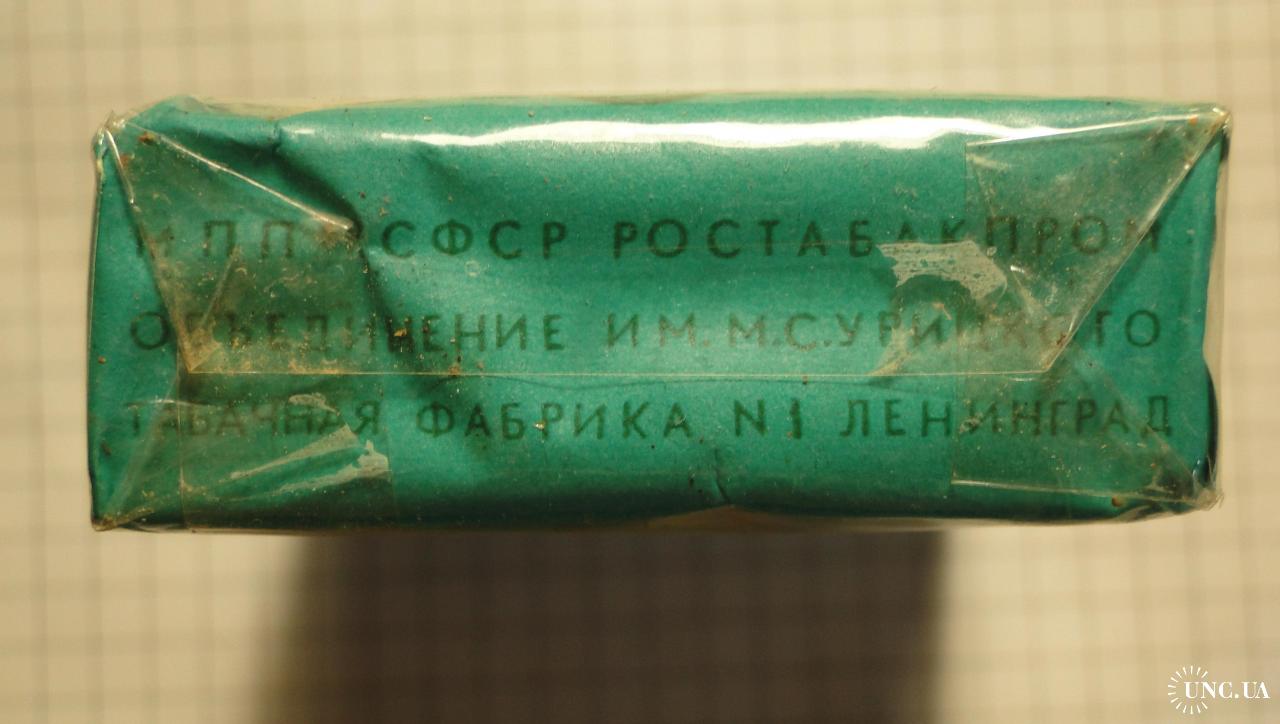 МПП РСФСР РОСТАБАКПРОМ
ОБЪЕДИНЕНИЕ ИМ. М.С.УРИЦКОГО
ТАБАЧНАЯ ФАБРИКА N1 ЛЕНИНГРАД
UNC.UA